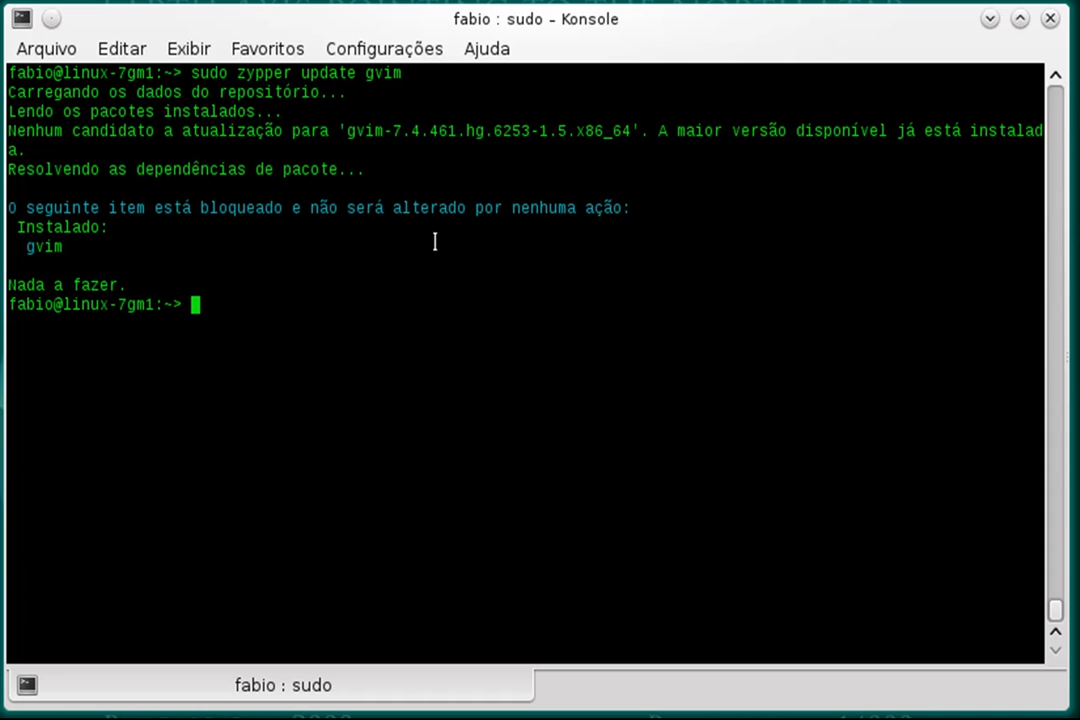 fabio : sudo – Konsole
Arquivo Editar Exibir Favoritos Configurações Ajuda
fabio@linux-7gm1:~> sudo zypper update gvim
Carregando os dados do repositório...
Lendo os pacotes instalados...
Nenhum candidato a atualização para 'gvim-7.4.461.hg.6253-1.5.x86_64'. A maior versão disponível já está instalad
a.
Resolvendo as dependências de pacote...
O seguinte item está bloqueado e não será alterado por nenhuma ação:
Instalado:
gvim
Nada a fazer.
fabio@linux-7gm1:~>
fabio : sudo